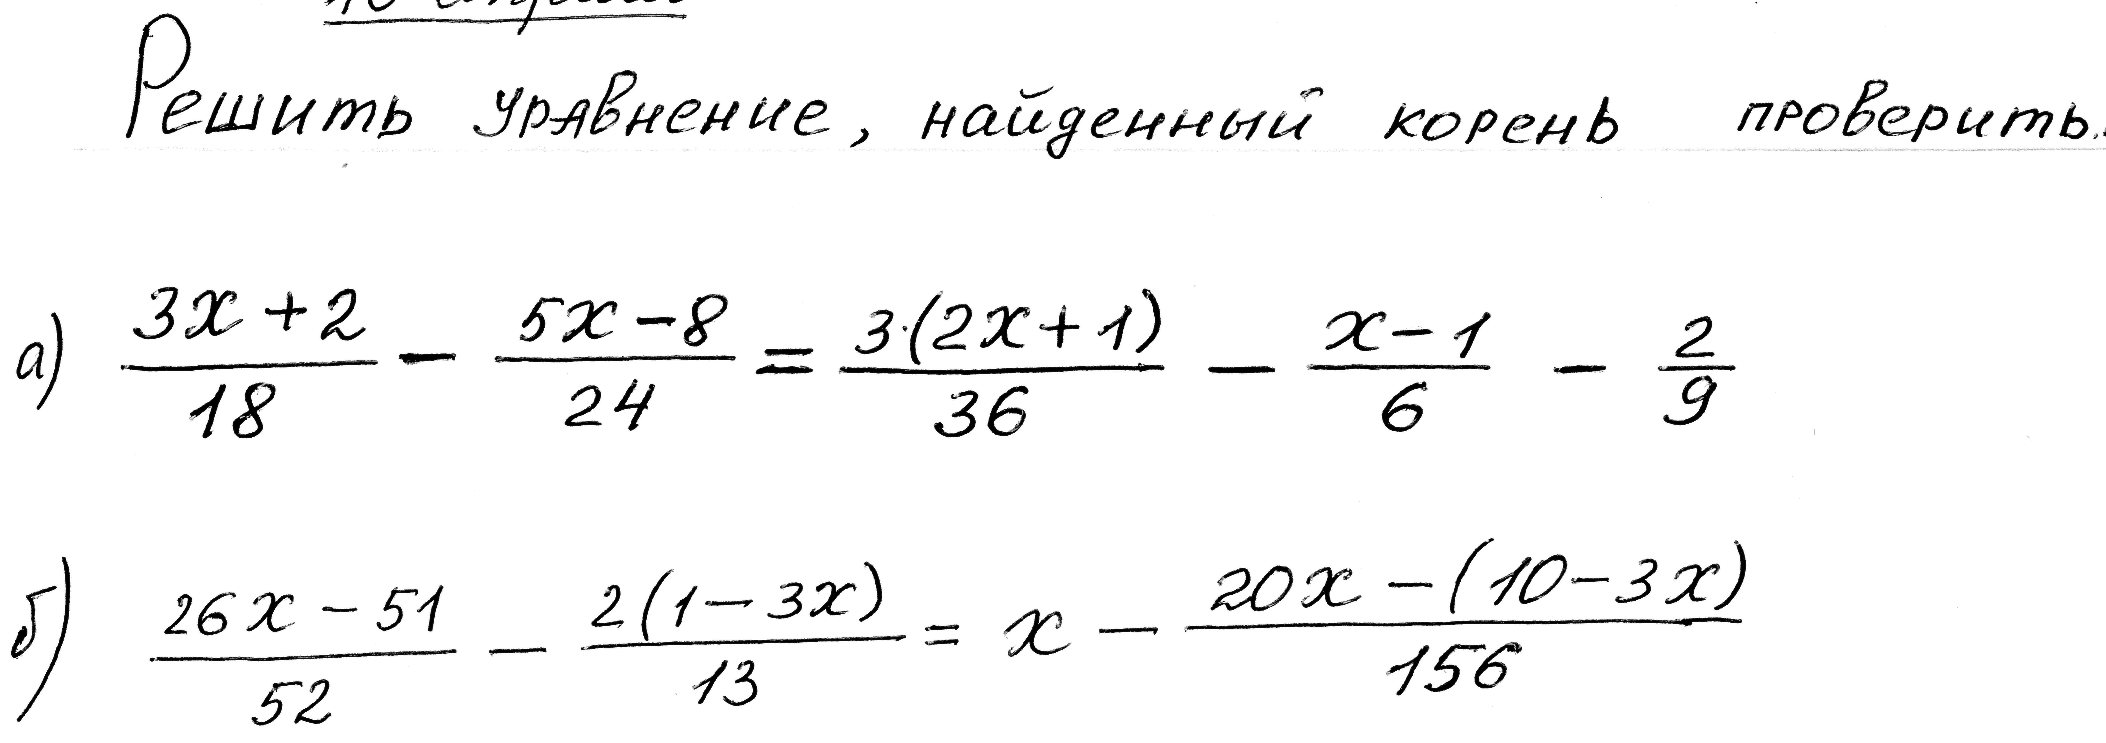 Решить уравнение, найденный корень проверить.
а) (3x + 2)/18 − (5x − 8)/24 = 3·(2x + 1)/36 − (x − 1)/6 − 2/9
б) (26x − 51)/52 − 2(1 − 3x)/13 = x − (20x − (10 − 3x))/156